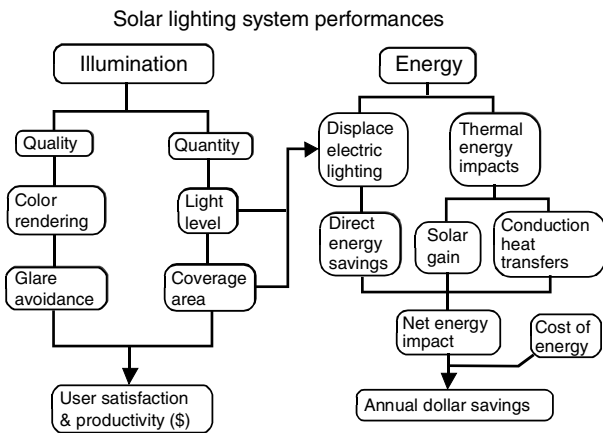 Solar lighting system performances
Illumination
Energy
Quality
Quantity
Displace
electric
lighting
Thermal
energy
impacts
Color
rendering
Light
level
Direct
energy
savings
Solar
gain
Conduction
heat
transfers
Glare
avoidance
Coverage
area
Net energy
impact
Cost of
energy
User satisfaction
& productivity ($)
Annual dollar savings